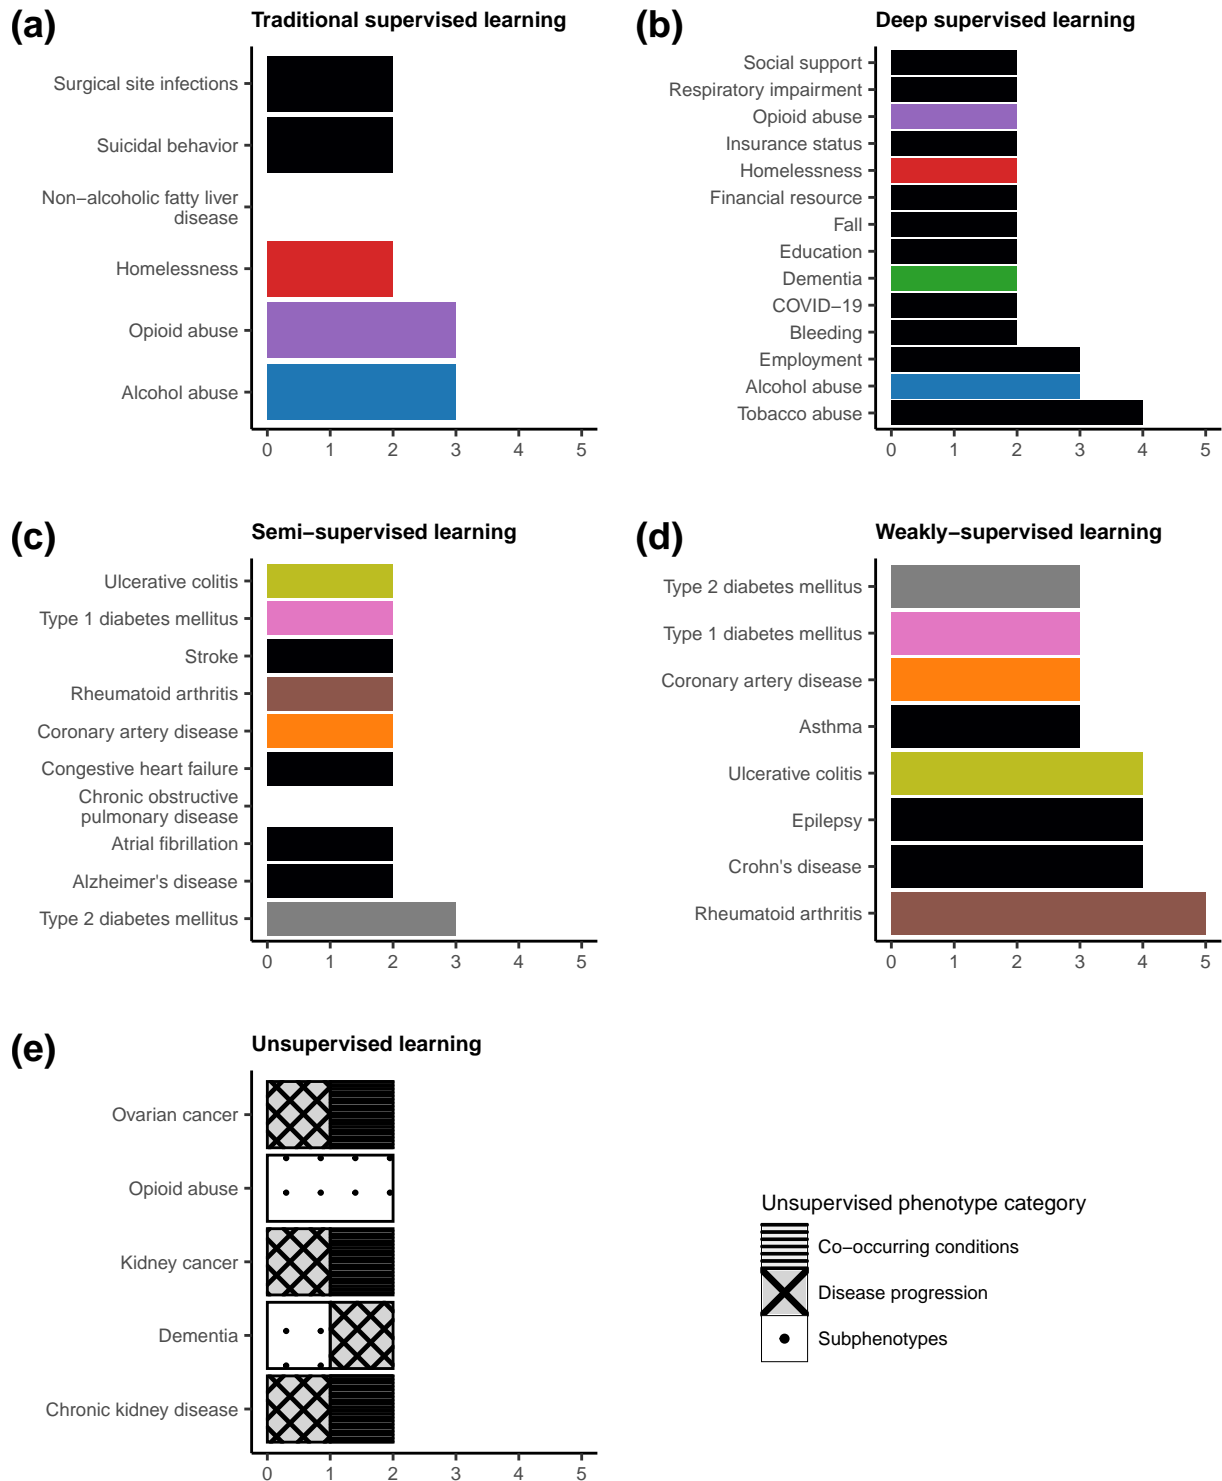 (a)
Traditional supervised learning
Surgical site infections
Suicidal behavior
Non−alcoholic fatty liver
disease
Homelessness
Opioid abuse
Alcohol abuse
0 1 2 3 4 5
(b)
Deep supervised learning
Social support
Respiratory impairment
Opioid abuse
Insurance status
Homelessness
Financial resource
Fall
Education
Dementia
COVID−19
Bleeding
Employment
Alcohol abuse
Tobacco abuse
0 1 2 3 4 5
(c)
Semi−supervised learning
Ulcerative colitis
Type 1 diabetes mellitus
Stroke
Rheumatoid arthritis
Coronary artery disease
Congestive heart failure
Chronic obstructive
pulmonary disease
Atrial fibrillation
Alzheimer's disease
Type 2 diabetes mellitus
0 1 2 3 4 5
(d)
Weakly−supervised learning
Type 2 diabetes mellitus
Type 1 diabetes mellitus
Coronary artery disease
Asthma
Ulcerative colitis
Epilepsy
Crohn's disease
Rheumatoid arthritis
0 1 2 3 4 5
(e)
Unsupervised learning
Ovarian cancer
Opioid abuse
Kidney cancer
Dementia
Chronic kidney disease
0 1 2 3 4 5
Unsupervised phenotype category
Co−occurring conditions
Disease progression
Subphenotypes